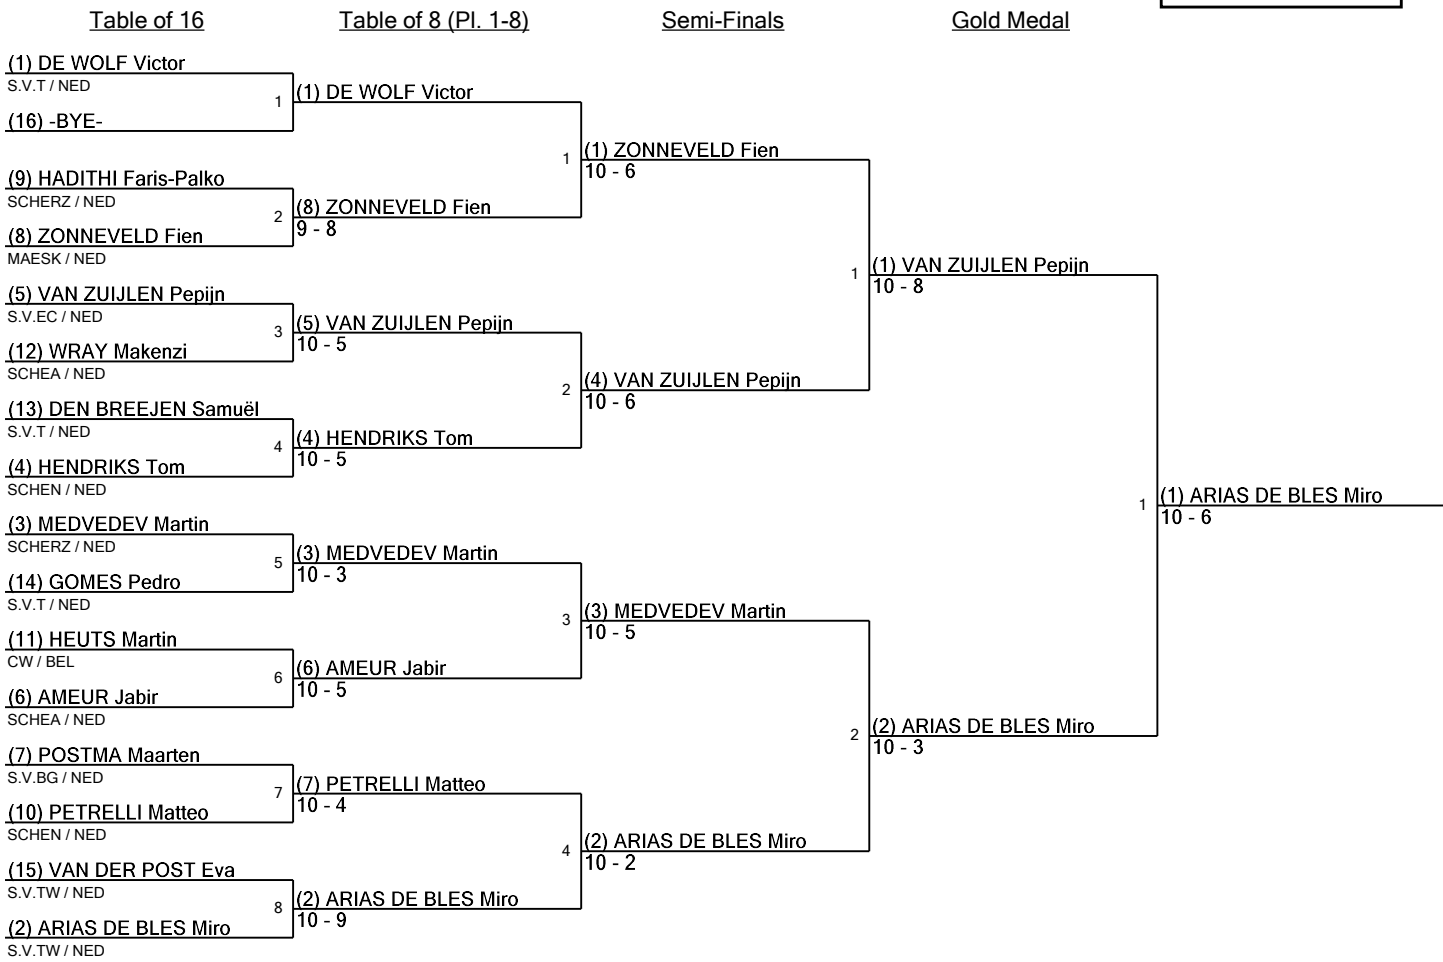 Table of 16
Table of 8 (Pl. 1-8)
Semi-Finals
Gold Medal
(1) DE WOLF Victor
S.V.T / NED
1
(16) -BYE-
(9) HADITHI Faris-Palko
SCHERZ / NED
2
(8) ZONNEVELD Fien
MAESK / NED
(5) VAN ZUIJLEN Pepijn
S.V.EC / NED
3
(12) WRAY Makenzi
SCHEA / NED
(13) DEN BREEJEN Samuël
S.V.T / NED
4
(4) HENDRIKS Tom
SCHEN / NED
(3) MEDVEDEV Martin
SCHERZ / NED
5
(14) GOMES Pedro
S.V.T / NED
(11) HEUTS Martin
CW / BEL
6
(6) AMEUR Jabir
SCHEA / NED
(7) POSTMA Maarten
S.V.BG / NED
7
(10) PETRELLI Matteo
SCHEN / NED
(15) VAN DER POST Eva
S.V.TW / NED
8
(2) ARIAS DE BLES Miro
S.V.TW / NED
(1) DE WOLF Victor
1
(8) ZONNEVELD Fien
9 - 8
(5) VAN ZUIJLEN Pepijn
10 - 5
2
(4) HENDRIKS Tom
10 - 5
(3) MEDVEDEV Martin
10 - 3
3
(6) AMEUR Jabir
10 - 5
(7) PETRELLI Matteo
10 - 4
4
(2) ARIAS DE BLES Miro
10 - 9
(1) ZONNEVELD Fien
10 - 6
1
(4) VAN ZUIJLEN Pepijn
10 - 6
(3) MEDVEDEV Martin
10 - 5
2
(2) ARIAS DE BLES Miro
10 - 2
(1) VAN ZUIJLEN Pepijn
10 - 8
1
(2) ARIAS DE BLES Miro
10 - 3
(1) ARIAS DE BLES Miro
10 - 6